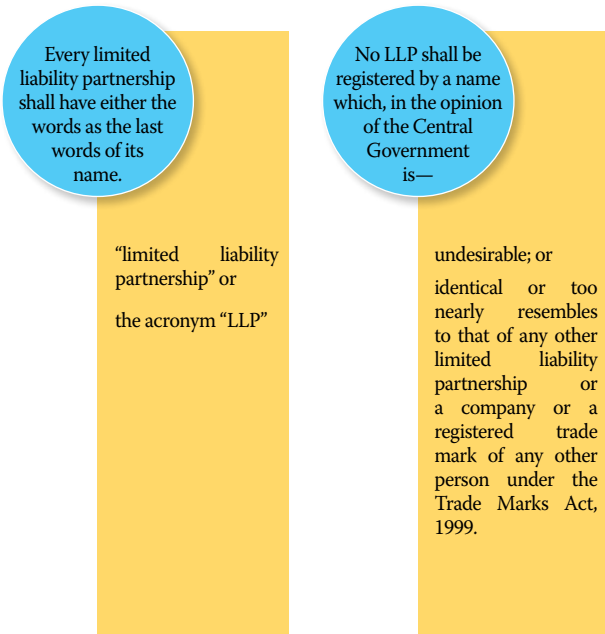 Every limited
liability partnership
shall have either the
words as the last
words of its
name.
“limited liability
partnership” or
the acronym “LLP”
No LLP shall be
registered by a name
which, in the opinion
of the Central
Government
is—
undesirable; or
identical or too
nearly resembles
to that of any other
limited liability
partnership or
a company or a
registered trade
mark of any other
person under the
Trade Marks Act,
1999.